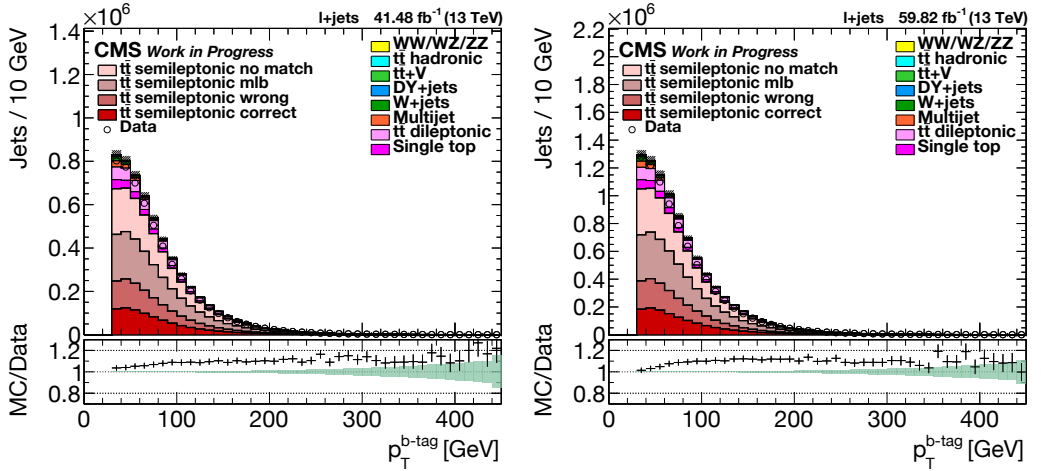 ×10⁶ l+jets 41.48 fb⁻¹ (13 TeV)
Jets / 10 GeV
1.4
1.2
1
0.8
0.6
0.4
0.2
0
CMS Work in Progress
tt̄ semileptonic no match
tt̄ semileptonic mlb
tt̄ semileptonic wrong
tt̄ semileptonic correct
Data
WW/WZ/ZZ
tt̄ hadronic
tt̄+V
DY+jets
W+jets
Multijet
tt̄ dileptonic
Single top
MC/Data
1.2
1.0
0.8
0 100 200 300 400
p_T^b-tag [GeV]
×10⁶ l+jets 59.82 fb⁻¹ (13 TeV)
Jets / 10 GeV
2.2
2
1.8
1.6
1.4
1.2
1
0.8
0.6
0.4
0.2
0
CMS Work in Progress
tt̄ semileptonic no match
tt̄ semileptonic mlb
tt̄ semileptonic wrong
tt̄ semileptonic correct
Data
WW/WZ/ZZ
tt̄ hadronic
tt̄+V
DY+jets
W+jets
Multijet
tt̄ dileptonic
Single top
MC/Data
1.2
1.0
0.8
0 100 200 300 400
p_T^b-tag [GeV]